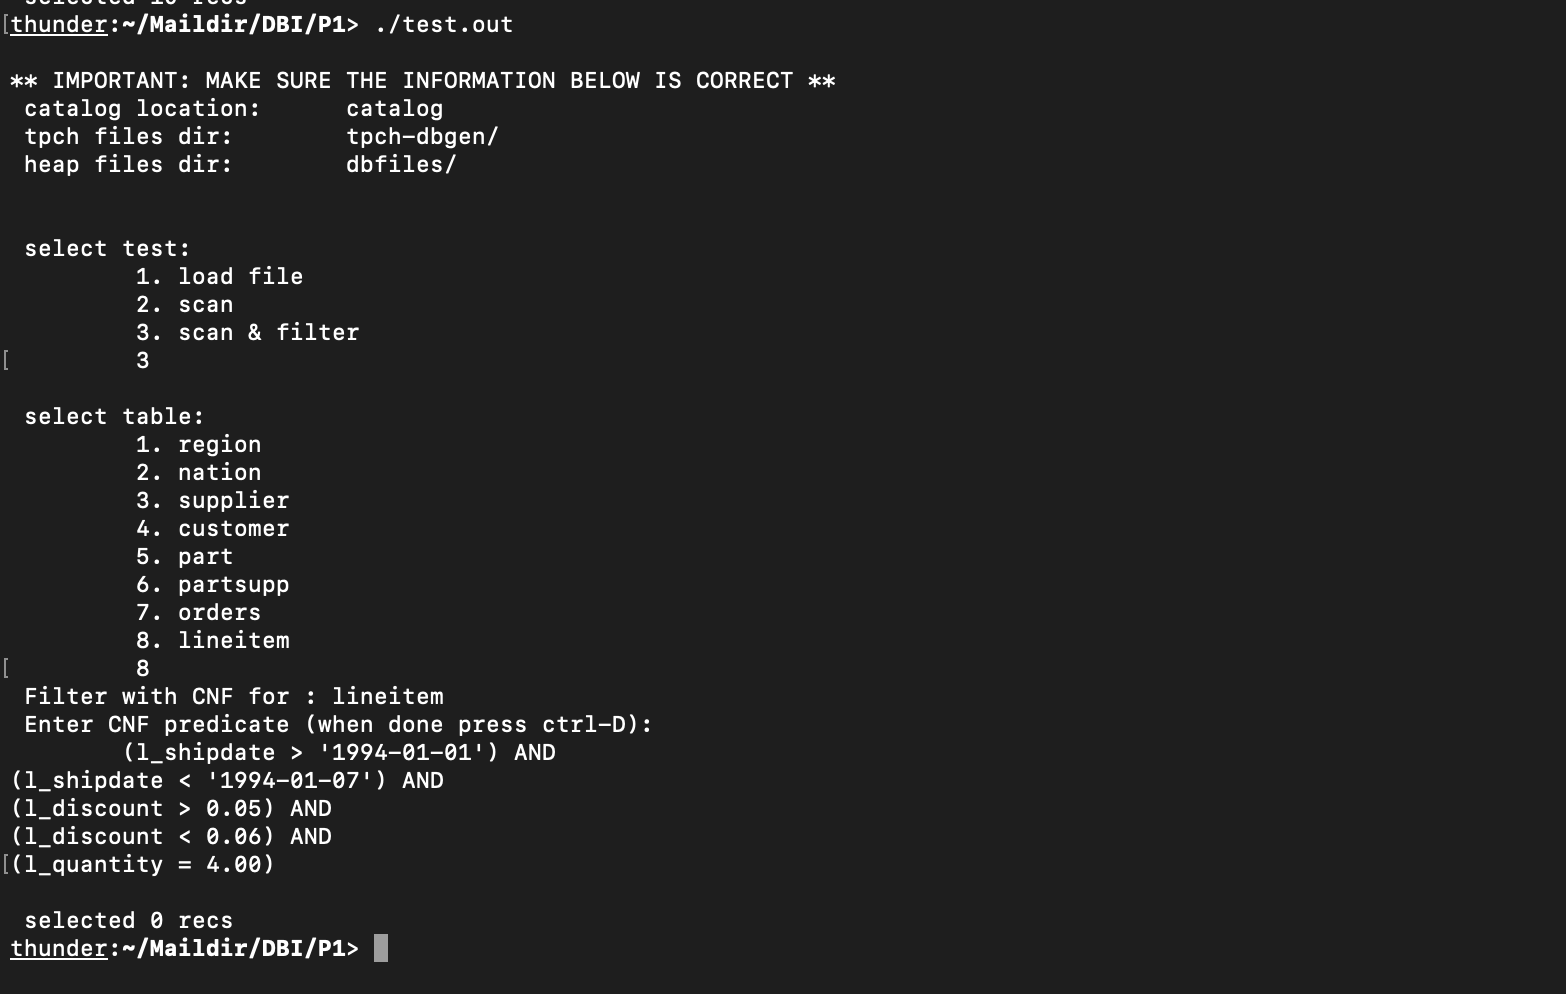 selected 10 recs
[thunder:~/Maildir/DBI/P1> ./test.out
** IMPORTANT: MAKE SURE THE INFORMATION BELOW IS CORRECT **
catalog location: catalog
tpch files dir: tpch-dbgen/
heap files dir: dbfiles/
select test:
1. load file
2. scan
3. scan & filter
[ 3
select table:
1. region
2. nation
3. supplier
4. customer
5. part
6. partsupp
7. orders
8. lineitem
[ 8
Filter with CNF for : lineitem
Enter CNF predicate (when done press ctrl-D):
(l_shipdate > '1994-01-01') AND
(l_shipdate < '1994-01-07') AND
(l_discount > 0.05) AND
(l_discount < 0.06) AND
[(l_quantity = 4.00)
selected 0 recs
thunder:~/Maildir/DBI/P1>